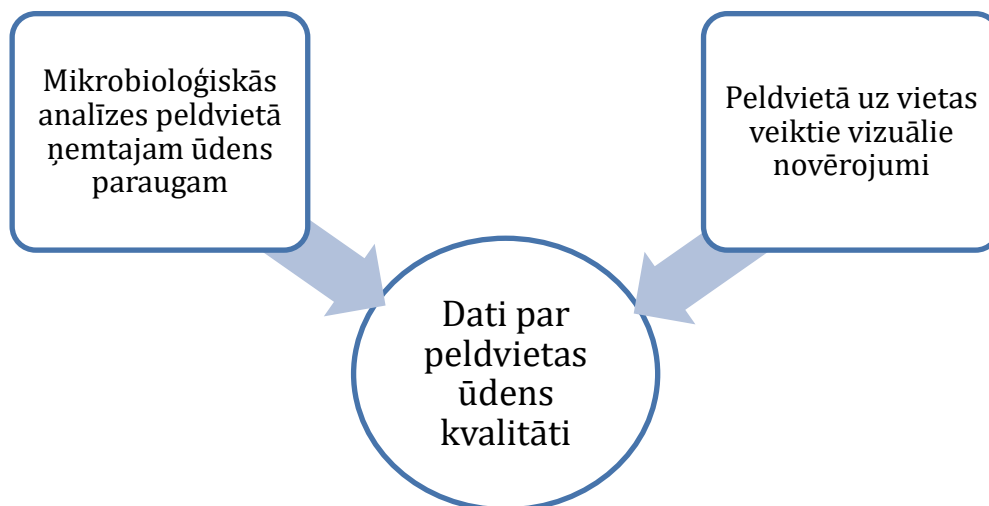 Mikrobioloģiskās
analīzes peldvietā
ņemtajam ūdens
paraugam
Peldvietā uz vietas
veiktie vizuālie
novērojumi
Dati par
peldvietas
ūdens
kvalitāti